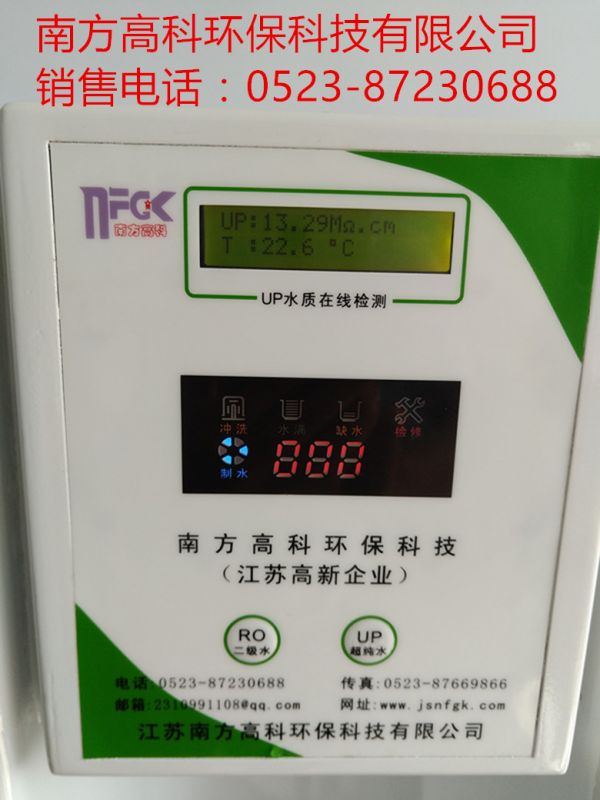 南方高科环保科技有限公司
销售电话：0523-87230688
NFGK
南方高科
UP:13.29MΩ.cm
T :22.6 °C
UP水质在线检测
冲洗 水满 缺水 检修
制水
南方高科环保科技
（江苏高新企业）
RO 二级水
UP 超纯水
电话:0523-87230688 传真:0523-87669866
邮箱:2310991108@qq.com 网址:www.jsnfgk.com
江苏南方高科环保科技有限公司